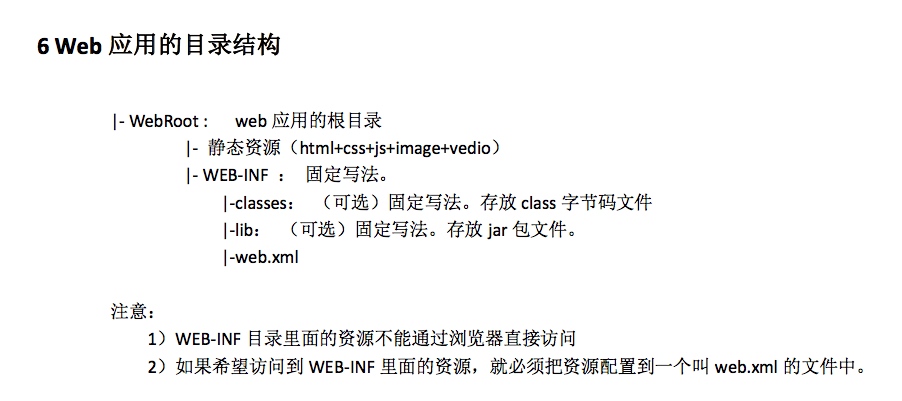 6 Web 应用的目录结构
|- WebRoot : web 应用的根目录
|- 静态资源（html+css+js+image+vedio）
|- WEB-INF ： 固定写法。
|-classes： （可选）固定写法。存放 class 字节码文件
|-lib： （可选）固定写法。存放 jar 包文件。
|-web.xml
注意：
1）WEB-INF 目录里面的资源不能通过浏览器直接访问
2）如果希望访问到 WEB-INF 里面的资源，就必须把资源配置到一个叫 web.xml 的文件中。